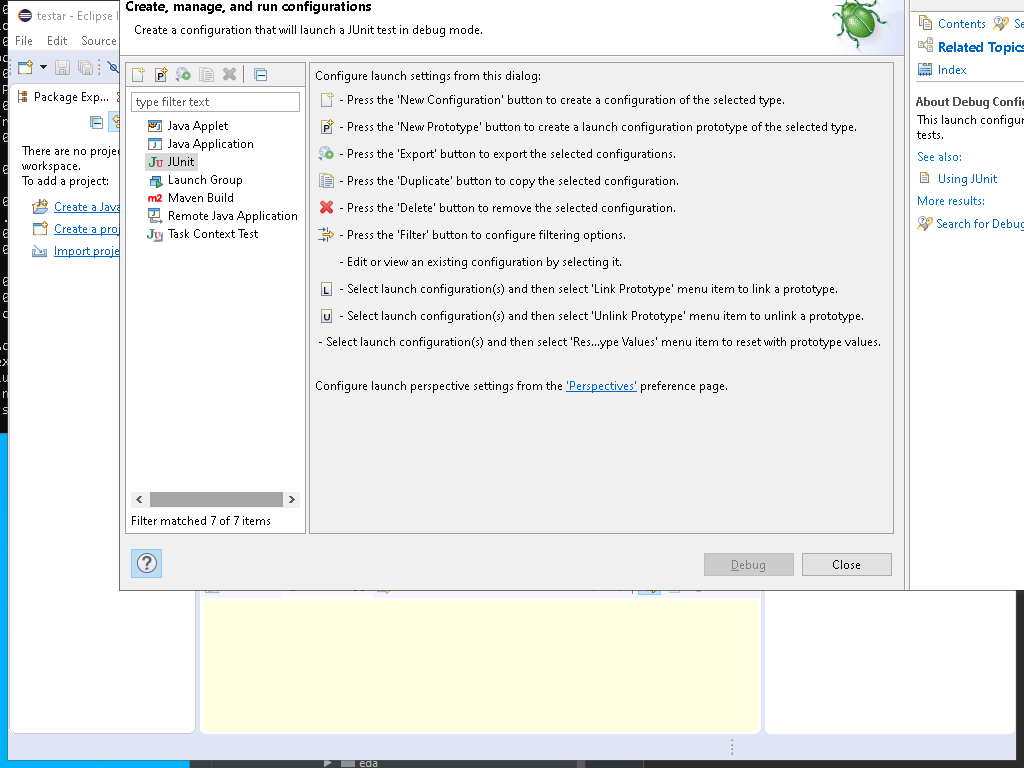 Create, manage, and run configurations
Create a configuration that will launch a JUnit test in debug mode.
testar - Eclipse
File Edit Source
Package Exp...
There are no
workspace.
To add a project:
Create a
Create a
Import
type filter text
Java Applet
Java Application
JUnit
Launch Group
m2 Maven Build
Remote Java Application
Task Context Test
Filter matched 7 of 7 items
Configure launch settings from this dialog:
- Press the 'New Configuration' button to create a configuration of the selected type.
- Press the 'New Prototype' button to create a launch configuration prototype of the selected type.
- Press the 'Export' button to export the selected configurations.
- Press the 'Duplicate' button to copy the selected configuration.
- Press the 'Delete' button to remove the selected configuration.
- Press the 'Filter' button to configure filtering options.
- Edit or view an existing configuration by selecting it.
L - Select launch configuration(s) and then select 'Link Prototype' menu item to link a prototype.
U - Select launch configuration(s) and then select 'Unlink Prototype' menu item to unlink a prototype.
- Select launch configuration(s) and then select 'Res...ype Values' menu item to reset with prototype values.
Configure launch perspective settings from the 'Perspectives' preference page.
?
Debug Close
Contents
Related Topics
Index
About Debug
This launch
tests.
See also:
Using JUnit
More results:
Search for Debug
eda